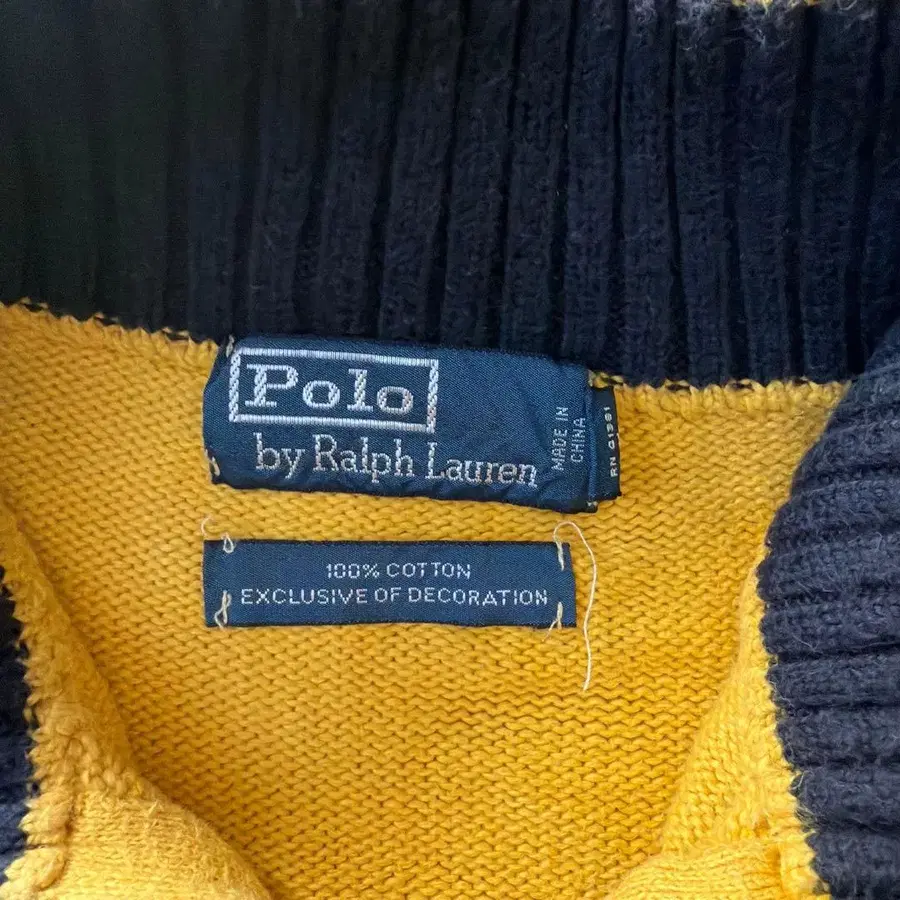 Polo
by Ralph Lauren
MADE IN
CHINA
RN 41381
100% COTTON
EXCLUSIVE OF DECORATION